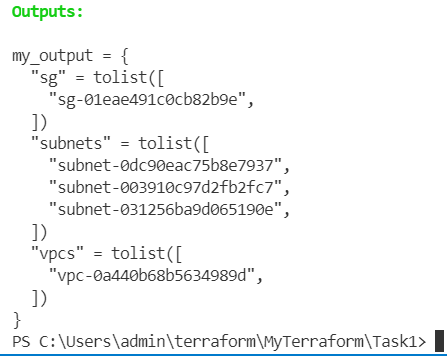 Outputs:
my_output = {
  "sg" = tolist([
    "sg-01eae491c0cb82b9e",
  ])
  "subnets" = tolist([
    "subnet-0dc90eac75b8e7937",
    "subnet-003910c97d2fb2fc7",
    "subnet-031256ba9d065190e",
  ])
  "vpcs" = tolist([
    "vpc-0a440b68b5634989d",
  ])
}
PS C:\Users\admin\terraform\MyTerraform\Task1>